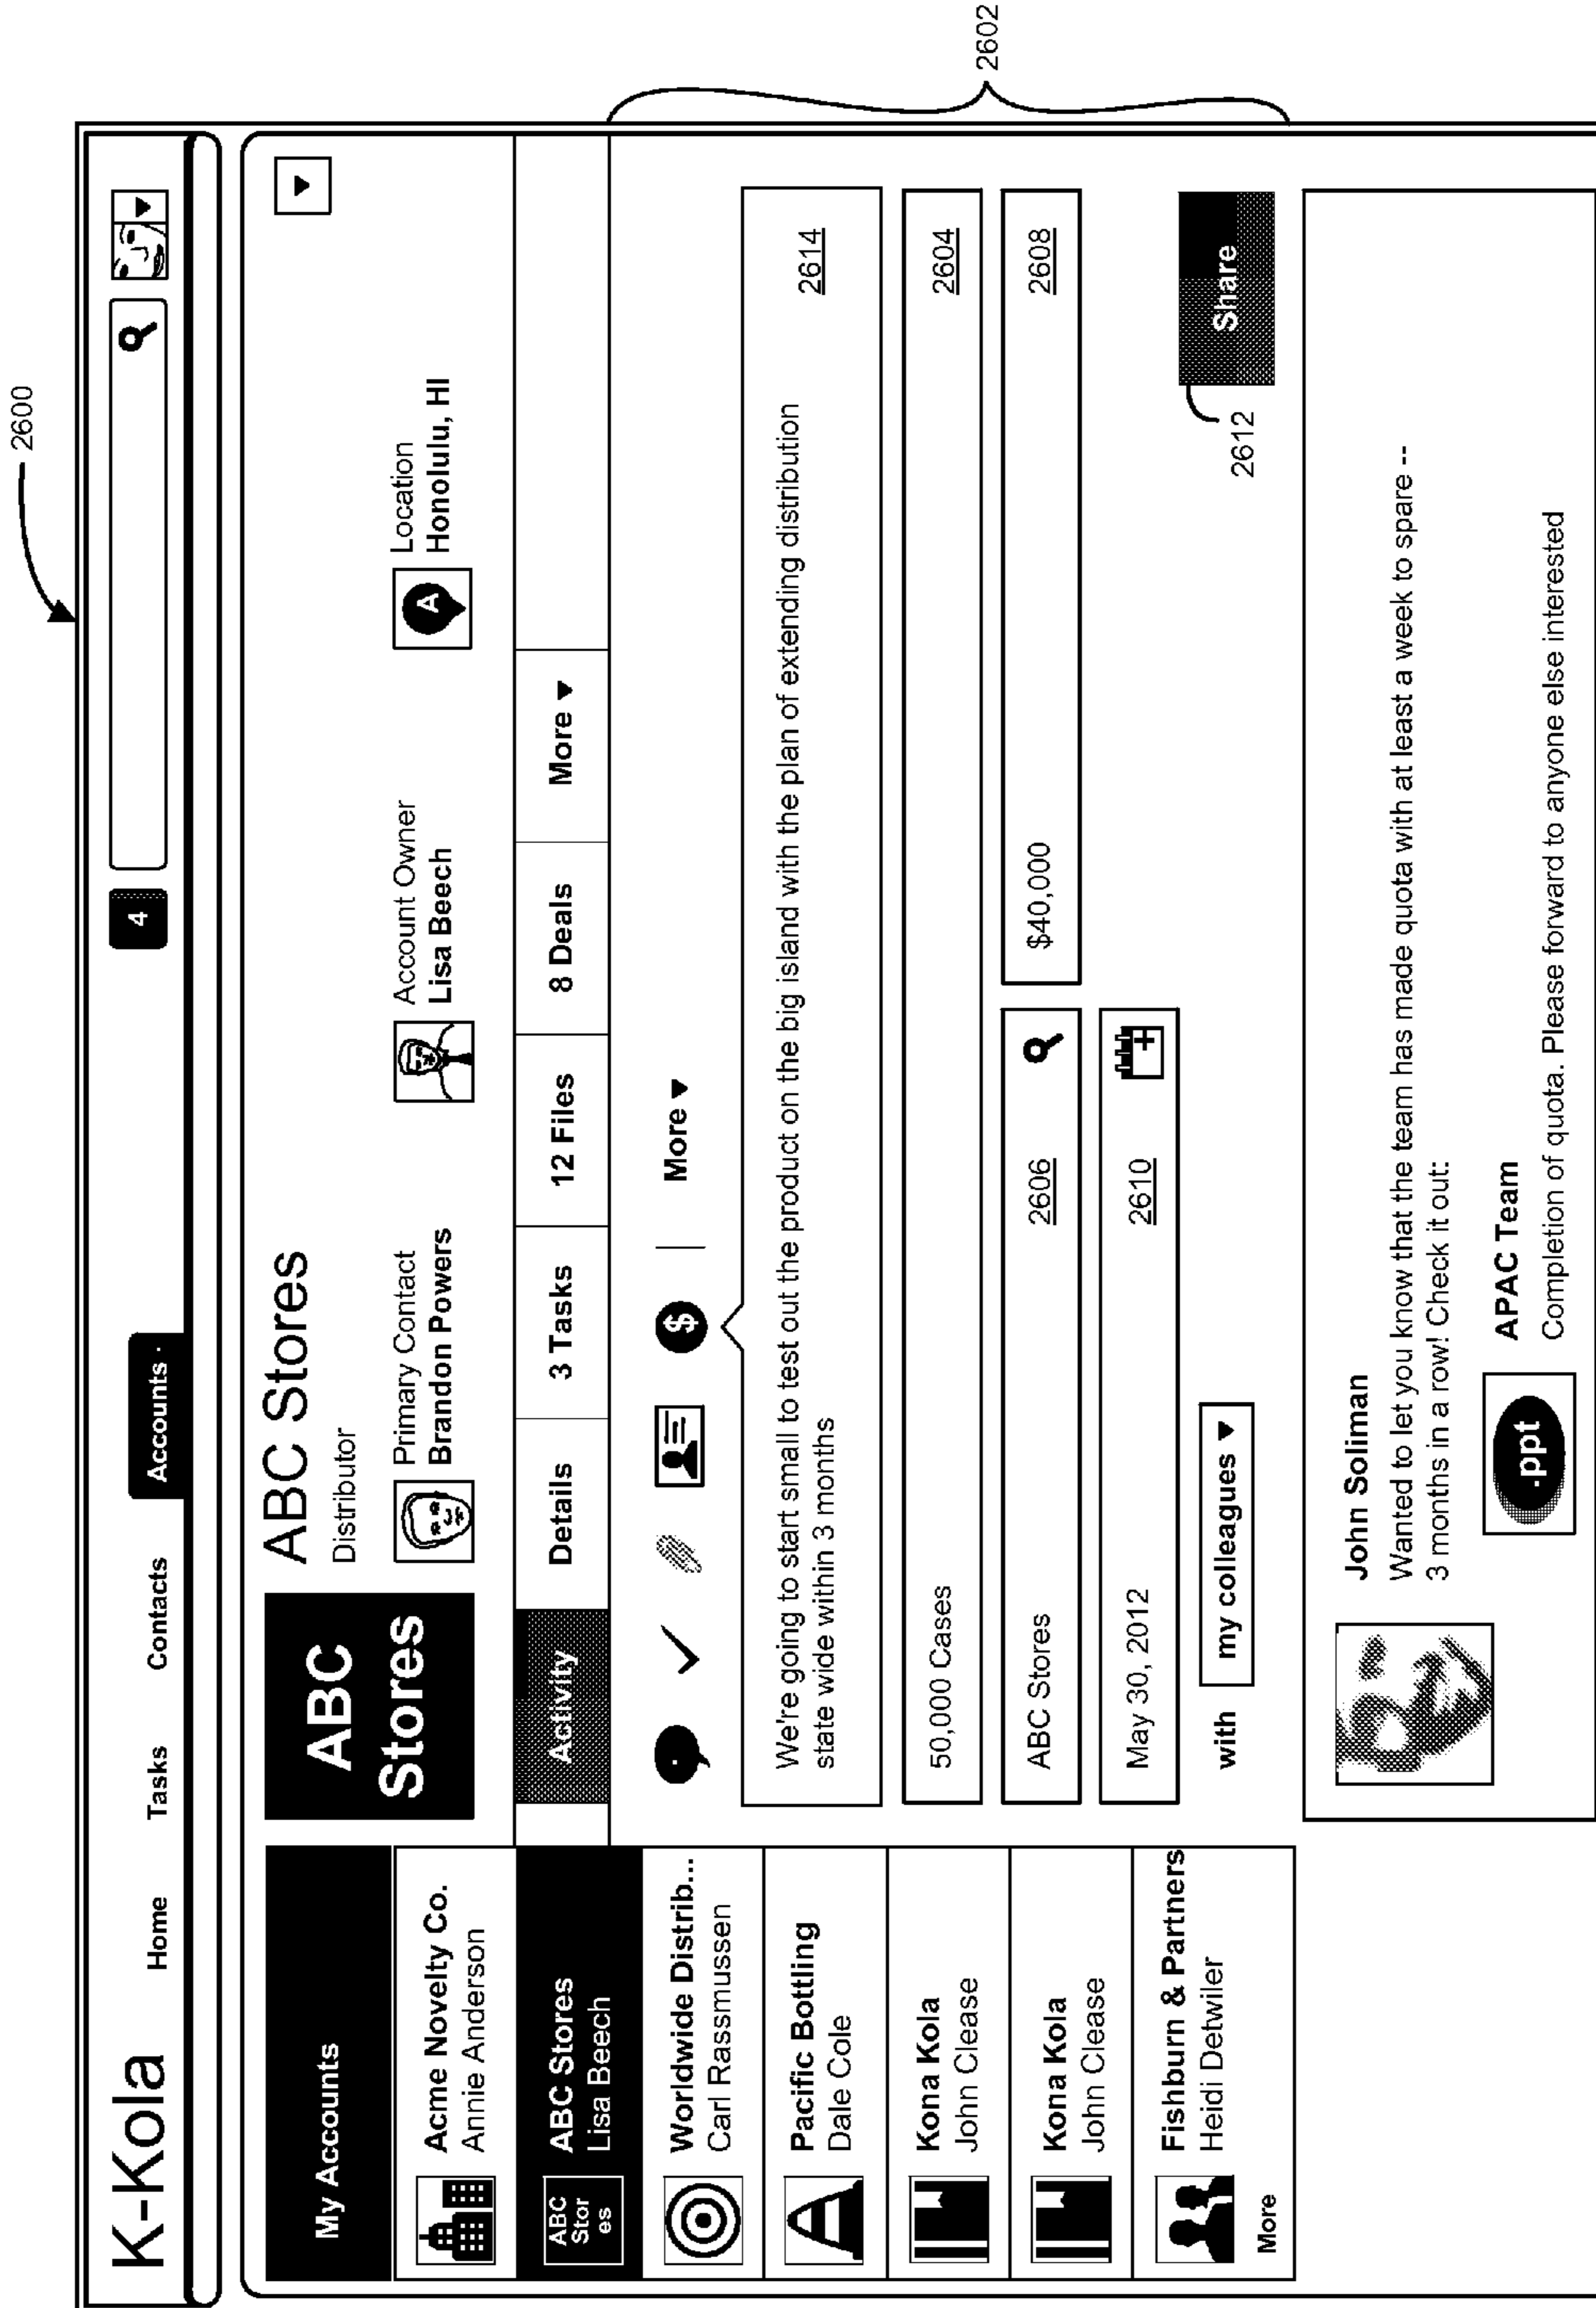 2600
K-Kola
Home
Tasks
Contacts
Accounts
4
My Accounts
Acme Novelty Co.
Annie Anderson
ABC
Stor
es
ABC Stores
Lisa Beech
Worldwide Distrib...
Carl Rassmussen
Pacific Bottling
Dale Cole
Kona Kola
John Clease
Kona Kola
John Clease
Fishburn & Partners
Heidi Detwiler
More
ABC
Stores
ABC Stores
Distributor
Primary Contact
Brandon Powers
Account Owner
Lisa Beech
A
Location
Honolulu, HI
Activity
Details
3 Tasks
12 Files
8 Deals
More
$
More
2602
We're going to start small to test out the product on the big island with the plan of extending distribution
state wide within 3 months
2614
50,000 Cases
2604
ABC Stores
2606
$40,000
2608
May 30, 2012
2610
with
my colleagues
2612
Share
John Soliman
Wanted to let you know that the team has made quota with at least a week to spare --
3 months in a row! Check it out:
.ppt
APAC Team
Completion of quota. Please forward to anyone else interested